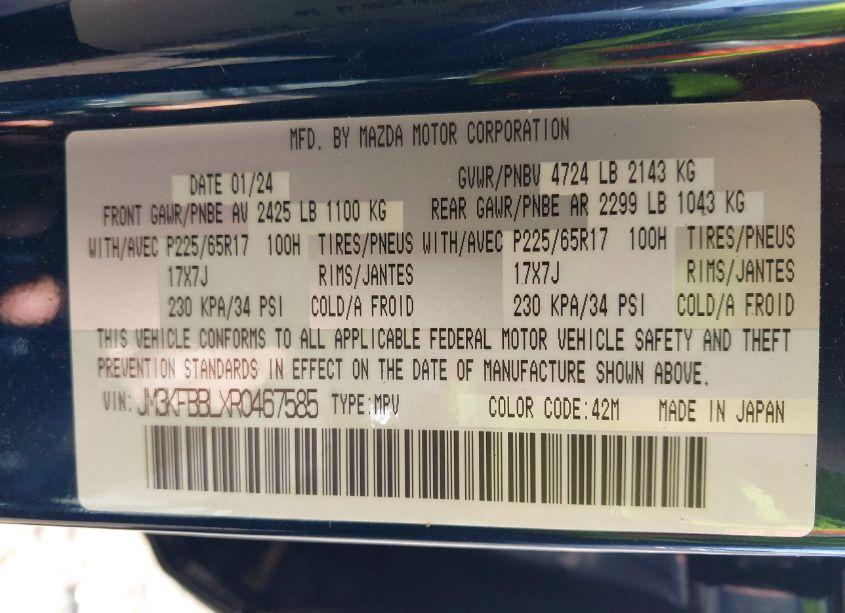 MFD. BY MAZDA MOTOR CORPORATION
DATE 01/24 GVWR/PNBV 4724 LB 2143 KG
FRONT GAWR/PNBE AV 2425 LB 1100 KG REAR GAWR/PNBE AR 2299 LB 1043 KG
WITH/AVEC P225/65R17 100H TIRES/PNEUS WITH/AVEC P225/65R17 100H TIRES/PNEUS
17X7J RIMS/JANTES 17X7J RIMS/JANTES
230 KPA/34 PSI COLD/A FROID 230 KPA/34 PSI COLD/A FROID
THIS VEHICLE CONFORMS TO ALL APPLICABLE FEDERAL MOTOR VEHICLE SAFETY AND THEFT
PREVENTION STANDARDS IN EFFECT ON THE DATE OF MANUFACTURE SHOWN ABOVE.
VIN: JM3KFBBLXR0467585 TYPE:MPV COLOR CODE:42M MADE IN JAPAN